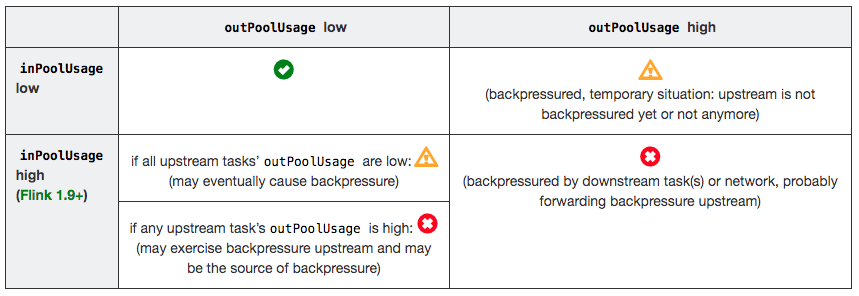 outPoolUsage low
outPoolUsage high
inPoolUsage
low
(backpressured, temporary situation: upstream is not
backpressured yet or not anymore)
inPoolUsage
high
(Flink 1.9+)
if all upstream tasks’ outPoolUsage are low:
(may eventually cause backpressure)
if any upstream task’s outPoolUsage is high:
(may exercise backpressure upstream and may
be the source of backpressure)
(backpressured by downstream task(s) or network, probably
forwarding backpressure upstream)